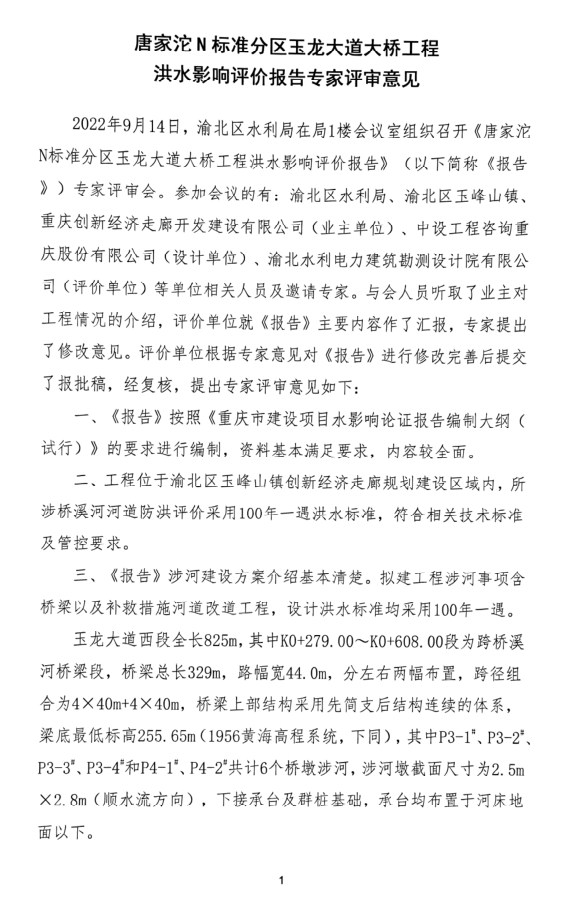 唐家沱N标准分区玉龙大道大桥工程
洪水影响评价报告专家评审意见
2022年9月14日，渝北区水利局在局1楼会议室组织召开《唐家沱
N标准分区玉龙大道大桥工程洪水影响评价报告》（以下简称《报告
》）专家评审会。参加会议的有：渝北区水利局、渝北区玉峰山镇、
重庆创新经济走廊开发建设有限公司（业主单位）、中设工程咨询重
庆股份有限公司（设计单位）、渝北水利电力建筑勘测设计院有限公
司（评价单位）等单位相关人员及邀请专家。与会人员听取了业主对
工程情况的介绍，评价单位就《报告》主要内容作了汇报，专家提出
了修改意见。评价单位根据专家意见对《报告》进行修改完善后提交
了报批稿，经复核，提出专家评审意见如下：
一、《报告》按照《重庆市建设项目水影响论证报告编制大纲（
试行）》的要求进行编制，资料基本满足要求，内容较全面。
二、工程位于渝北区玉峰山镇创新经济走廊规划建设区域内，所
涉桥溪河河道防洪评价采用100年一遇洪水标准，符合相关技术标准
及管控要求。
三、《报告》涉河建设方案介绍基本清楚。拟建工程涉河事项含
桥梁以及补救措施河道改道工程，设计洪水标准均采用100年一遇。
玉龙大道西段全长825m，其中K0+279.00～K0+608.00段为跨桥溪
河桥梁段，桥梁总长329m，路幅宽44.0m，分左右两幅布置，跨径组
合为4×40m+4×40m，桥梁上部结构采用先简支后结构连续的体系，
梁底最低标高255.65m（1956黄海高程系统，下同），其中P3-1#、P3-2#、
P3-3#、P3-4#和P4-1#、P4-2#共计6个桥墩涉河，涉河墩截面尺寸为2.5m
×2.8m（顺水流方向），下接承台及群桩基础，承台均布置于河床地
面以下。
1